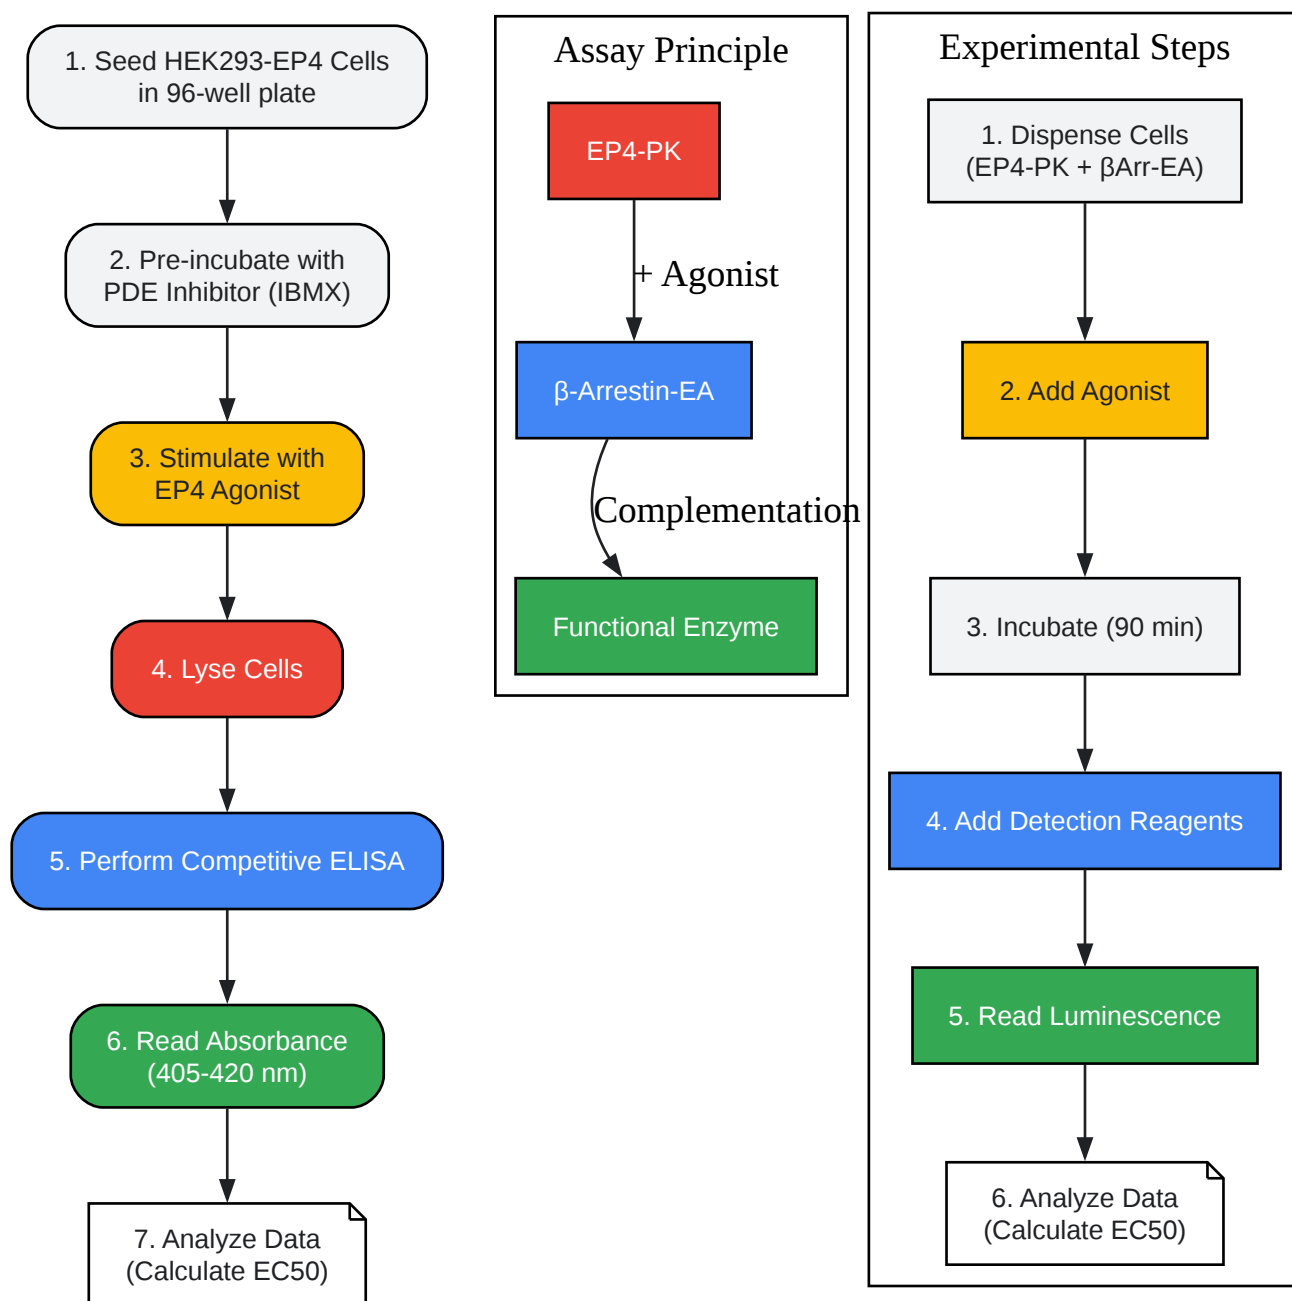 1. Seed HEK293-EP4 Cells
in 96-well plate
2. Pre-incubate with
PDE Inhibitor (IBMX)
3. Stimulate with
EP4 Agonist
4. Lyse Cells
5. Perform Competitive ELISA
6. Read Absorbance
(405-420 nm)
7. Analyze Data
(Calculate EC50)
Assay Principle
EP4-PK
+ Agonist
β-Arrestin-EA
Complementation
Functional Enzyme
Experimental Steps
1. Dispense Cells
(EP4-PK + βArr-EA)
2. Add Agonist
3. Incubate (90 min)
4. Add Detection Reagents
5. Read Luminescence
6. Analyze Data
(Calculate EC50)